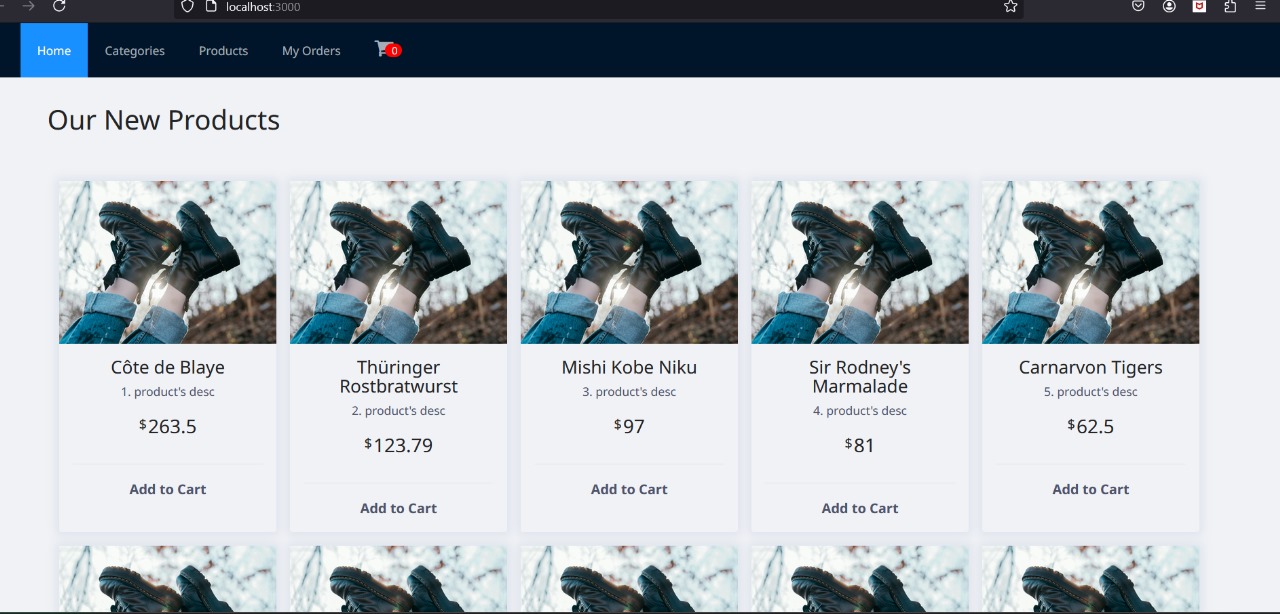 localhost:3000
Home Categories Products My Orders 0
Our New Products
Côte de Blaye
1. product's desc
$263.5
Add to Cart
Thüringer
Rostbratwurst
2. product's desc
$123.79
Add to Cart
Mishi Kobe Niku
3. product's desc
$97
Add to Cart
Sir Rodney's
Marmalade
4. product's desc
$81
Add to Cart
Carnarvon Tigers
5. product's desc
$62.5
Add to Cart